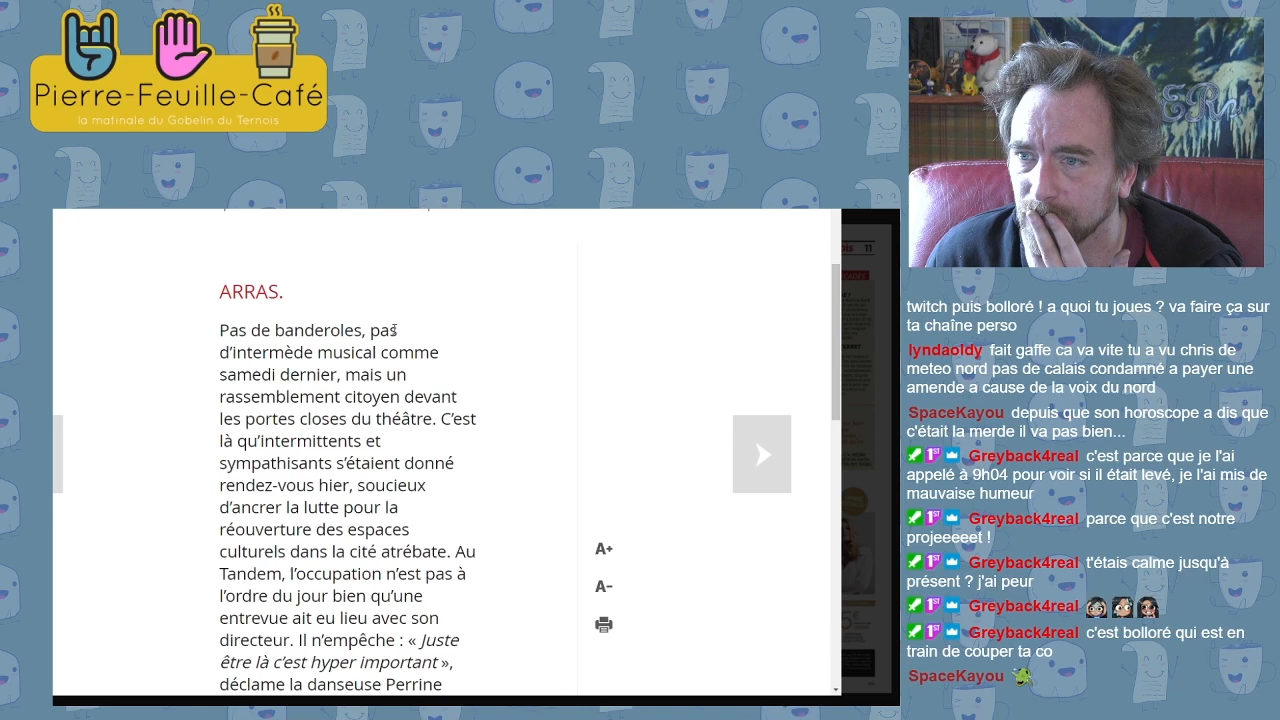 Pierre-Feuille-Café
la matinale du Gobelin du Ternois
ARRAS.
Pas de banderoles, pas
d’intermède musical comme
samedi dernier, mais un
rassemblement citoyen devant
les portes closes du théâtre. C’est
là qu’intermittents et
sympathisants s’étaient donné
rendez-vous hier, soucieux
d’ancrer la lutte pour la
réouverture des espaces
culturels dans la cité atrébate. Au
Tandem, l’occupation n’est pas à
l’ordre du jour bien qu’une
entrevue ait eu lieu avec son
directeur. Il n’empêche : « Juste
être là c’est hyper important »,
déclame la danseuse Perrine
A+
A-
11
twitch puis bolloré ! a quoi tu joues ? va faire ça sur
ta chaîne perso
lyndaoldy fait gaffe ca va vite tu a vu chris de
meteo nord pas de calais condamné a payer une
amende a cause de la voix du nord
SpaceKayou depuis que son horoscope a dis que
c'était la merde il va pas bien...
Greyback4real c'est parce que je l'ai
appelé à 9h04 pour voir si il était levé, je l'ai mis de
mauvaise humeur
Greyback4real parce que c'est notre
projeeeeet !
Greyback4real t'étais calme jusqu'à
présent ? j'ai peur
Greyback4real
Greyback4real c'est bolloré qui est en
train de couper ta co
SpaceKayou